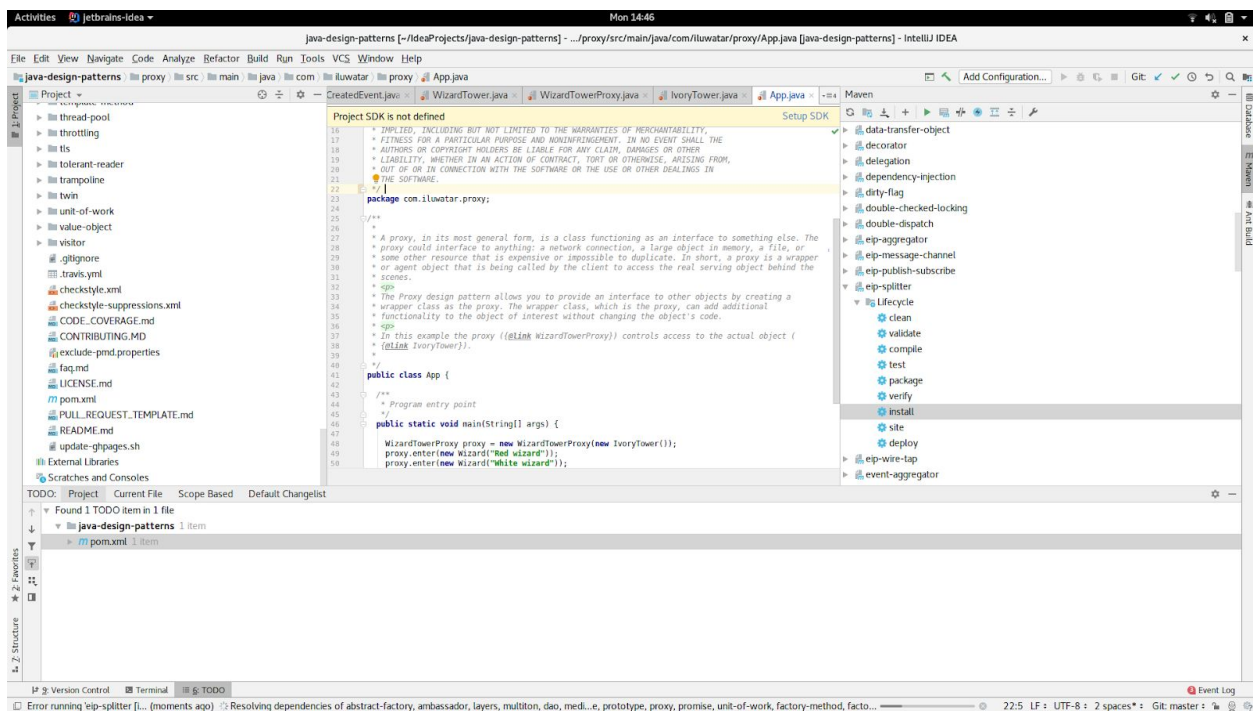 Activities jetbrains-idea Mon 14:46
java-design-patterns [~/IdeaProjects/java-design-patterns] - .../proxy/src/main/java/com/iluwatar/proxy/App.java [java-design-patterns] - IntelliJ IDEA
File Edit View Navigate Code Analyze Refactor Build Run Tools VCS Window Help
java-design-patterns proxy src main java com iluwatar proxy App.java Add Configuration... Git:
1: Project
Project
template-method
thread-pool
throttling
tls
tolerant-reader
trampoline
twin
unit-of-work
value-object
visitor
.gitignore
.travis.yml
checkstyle.xml
checkstyle-suppressions.xml
CODE_COVERAGE.md
CONTRIBUTING.MD
exclude-pmd.properties
faq.md
LICENSE.md
pom.xml
PULL_REQUEST_TEMPLATE.md
README.md
update-ghpages.sh
External Libraries
Scratches and Consoles
CreatedEvent.java WizardTower.java WizardTowerProxy.java IvoryTower.java App.java
Project SDK is not defined Setup SDK
16 * IMPLIED, INCLUDING BUT NOT LIMITED TO THE WARRANTIES OF MERCHANTABILITY,
17 * FITNESS FOR A PARTICULAR PURPOSE AND NONINFRINGEMENT. IN NO EVENT SHALL THE
18 * AUTHORS OR COPYRIGHT HOLDERS BE LIABLE FOR ANY CLAIM, DAMAGES OR OTHER
19 * LIABILITY, WHETHER IN AN ACTION OF CONTRACT, TORT OR OTHERWISE, ARISING FROM,
20 * OUT OF OR IN CONNECTION WITH THE SOFTWARE OR THE USE OR OTHER DEALINGS IN
21 THE SOFTWARE.
22 */
23 package com.iluwatar.proxy;
24
25 /**
26 *
27 * A proxy, in its most general form, is a class functioning as an interface to something else. The
28 * proxy could interface to anything: a network connection, a large object in memory, a file, or
29 * some other resource that is expensive or impossible to duplicate. In short, a proxy is a wrapper
30 * or agent object that is being called by the client to access the real serving object behind the
31 * scenes.
32 * <p>
33 * The Proxy design pattern allows you to provide an interface to other objects by creating a
34 * wrapper class as the proxy. The wrapper class, which is the proxy, can add additional
35 * functionality to the object of interest without changing the object's code.
36 * <p>
37 * In this example the proxy ({@link WizardTowerProxy}) controls access to the actual object (
38 * {@link IvoryTower}).
39 *
40 */
41 public class App {
42
43 /**
44 * Program entry point
45 */
46 public static void main(String[] args) {
47
48 WizardTowerProxy proxy = new WizardTowerProxy(new IvoryTower());
49 proxy.enter(new Wizard("Red wizard"));
50 proxy.enter(new Wizard("White wizard"));
Maven
data-transfer-object
decorator
delegation
dependency-injection
dirty-flag
double-checked-locking
double-dispatch
eip-aggregator
eip-message-channel
eip-publish-subscribe
eip-splitter
Lifecycle
clean
validate
compile
test
package
verify
install
site
deploy
eip-wire-tap
event-aggregator
Database
Maven
Ant Build
TODO: Project Current File Scope Based Default Changelist
Found 1 TODO item in 1 file
java-design-patterns 1 item
pom.xml 1 item
2: Favorites
7: Structure
9: Version Control Terminal 6: TODO Event Log
Error running 'eip-splitter [i... (moments ago) Resolving dependencies of abstract-factory, ambassador, layers, multiton, dao, medi...e, prototype, proxy, promise, unit-of-work, factory-method, facto... 22:5 LF UTF-8 2 spaces* Git: master